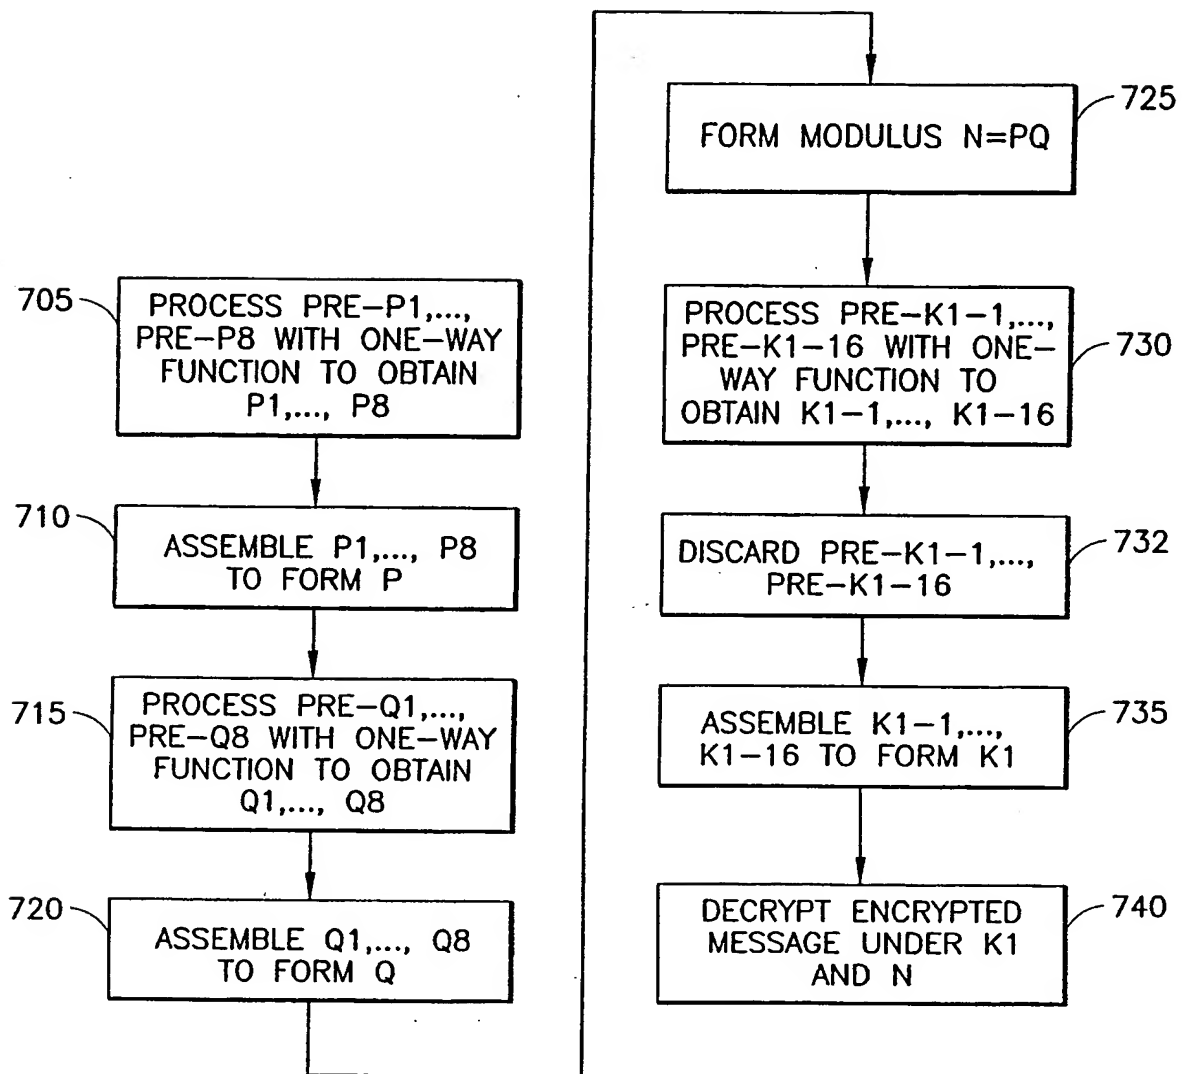 705
PROCESS PRE-P1,...,
PRE-P8 WITH ONE-WAY
FUNCTION TO OBTAIN
P1,..., P8
710
ASSEMBLE P1,..., P8
TO FORM P
715
PROCESS PRE-Q1,...,
PRE-Q8 WITH ONE-WAY
FUNCTION TO OBTAIN
Q1,..., Q8
720
ASSEMBLE Q1,..., Q8
TO FORM Q
725
FORM MODULUS N=PQ
730
PROCESS PRE-K1-1,...,
PRE-K1-16 WITH ONE-
WAY FUNCTION TO
OBTAIN K1-1,..., K1-16
732
DISCARD PRE-K1-1,...,
PRE-K1-16
735
ASSEMBLE K1-1,...,
K1-16 TO FORM K1
740
DECRYPT ENCRYPTED
MESSAGE UNDER K1
AND N